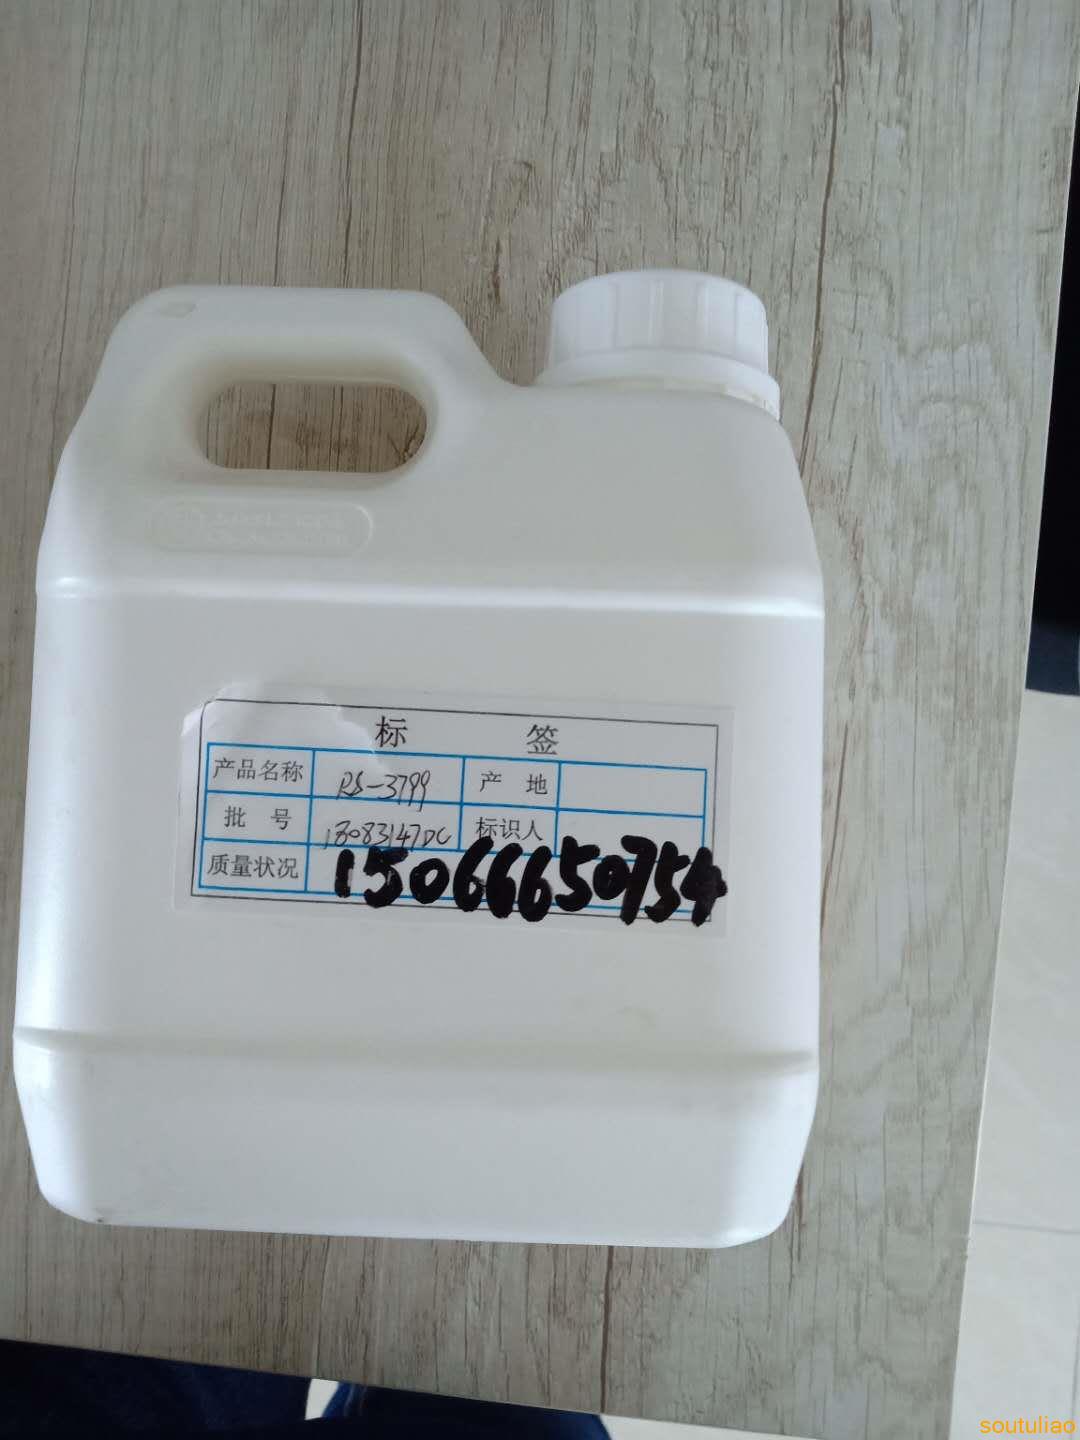 标 签
产品名称 RS-3799 产 地
批 号 18083147DC 标识人
质量状况 15066650754
soutuliao